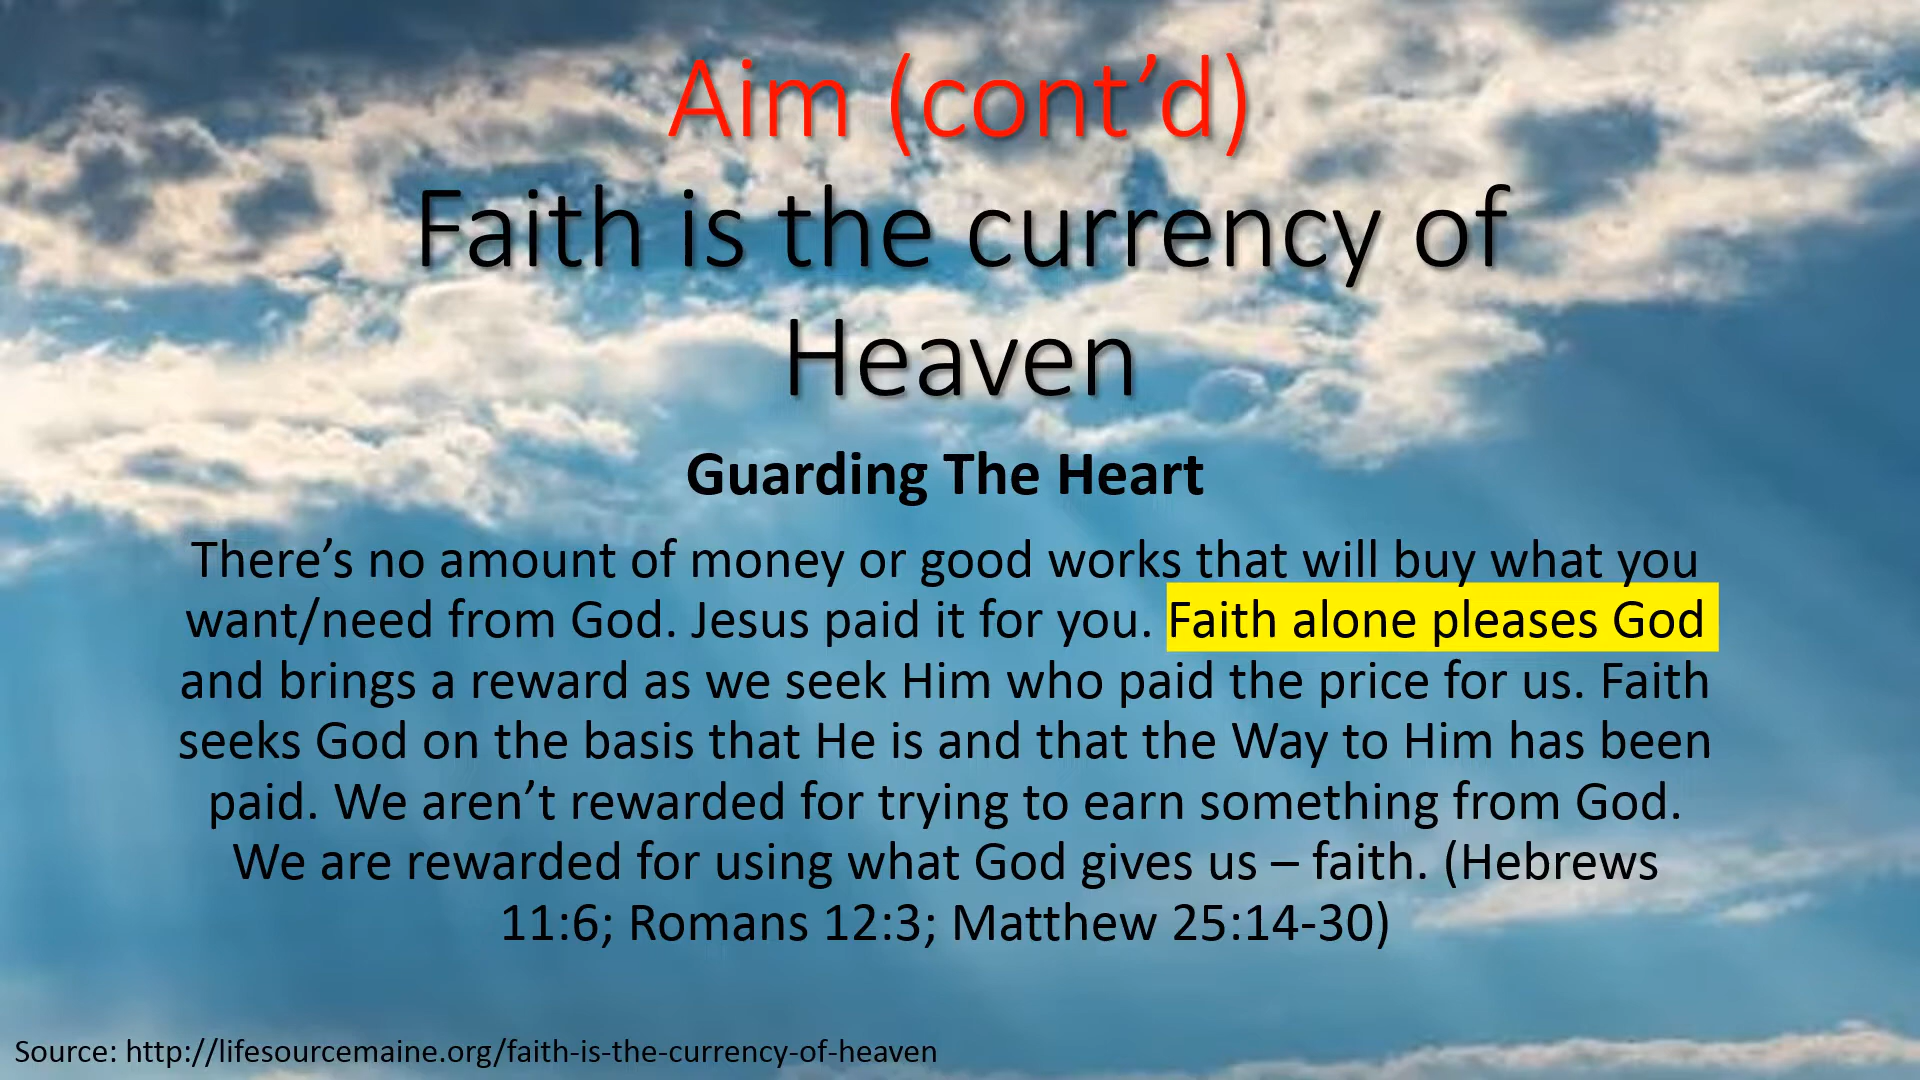 Aim (cont’d)
Faith is the currency of
Heaven
Guarding The Heart
There’s no amount of money or good works that will buy what you
want/need from God. Jesus paid it for you. Faith alone pleases God
and brings a reward as we seek Him who paid the price for us. Faith
seeks God on the basis that He is and that the Way to Him has been
paid. We aren’t rewarded for trying to earn something from God.
We are rewarded for using what God gives us – faith. (Hebrews
11:6; Romans 12:3; Matthew 25:14-30)
Source: http://lifesourcemaine.org/faith-is-the-currency-of-heaven